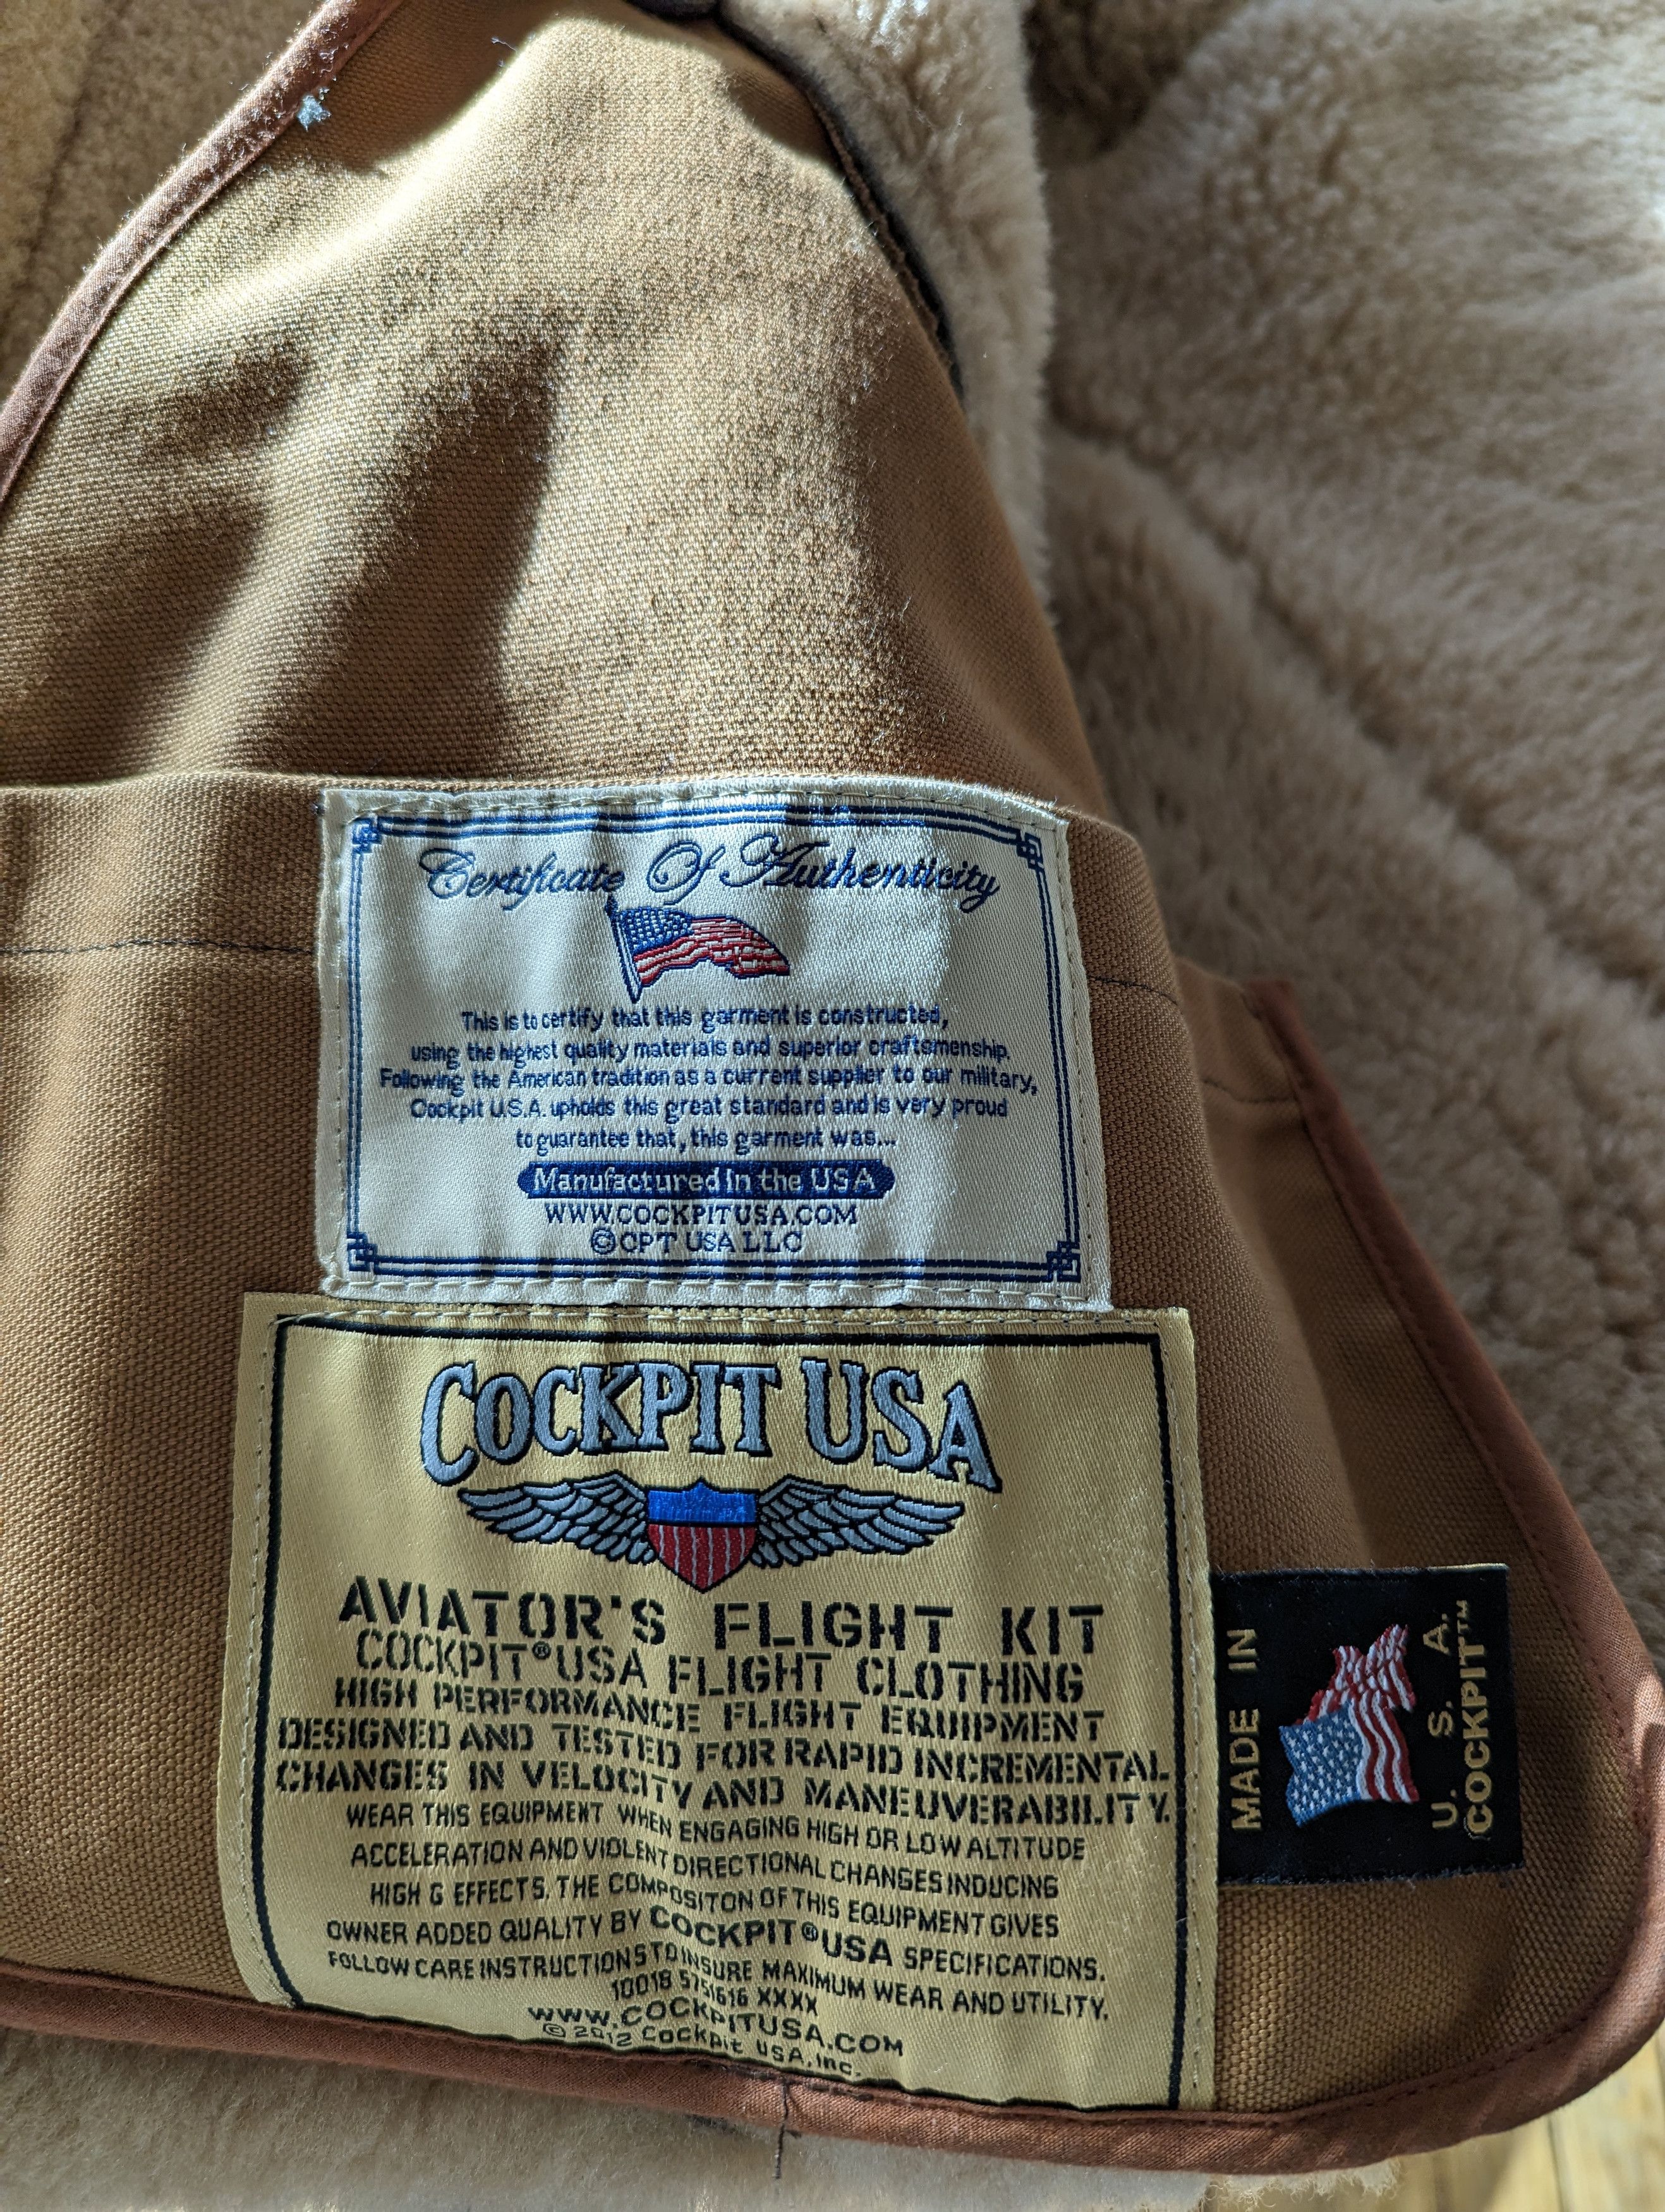 Certificate Of Authenticity
This is to certify that this garment is constructed,
using the highest quality materials and superior craftsmenship.
Following the American tradition as a current supplier to our military,
Cockpit U.S.A. upholds this great standard and is very proud
to guarantee that, this garment was...
Manufactured In the USA
WWW.COCKPITUSA.COM
©CPT USA LLC
COCKPIT USA
AVIATOR'S FLIGHT KIT
COCKPIT® USA FLIGHT CLOTHING
HIGH PERFORMANCE FLIGHT EQUIPMENT
DESIGNED AND TESTED FOR RAPID INCREMENTAL
CHANGES IN VELOCITY AND MANEUVERABILITY.
WEAR THIS EQUIPMENT WHEN ENGAGING HIGH OR LOW ALTITUDE
ACCELERATION AND VIOLENT DIRECTIONAL CHANGES INDUCING
HIGH G EFFECTS. THE COMPOSITON OF THIS EQUIPMENT GIVES
OWNER ADDED QUALITY BY COCKPIT® USA SPECIFICATIONS.
FOLLOW CARE INSTRUCTIONS TO INSURE MAXIMUM WEAR AND UTILITY.
10018 5751616 XXXX
WWW.COCKPITUSA.COM
© 2012 Cockpit USA, Inc.
MADE IN
U. S. A.
COCKPIT™